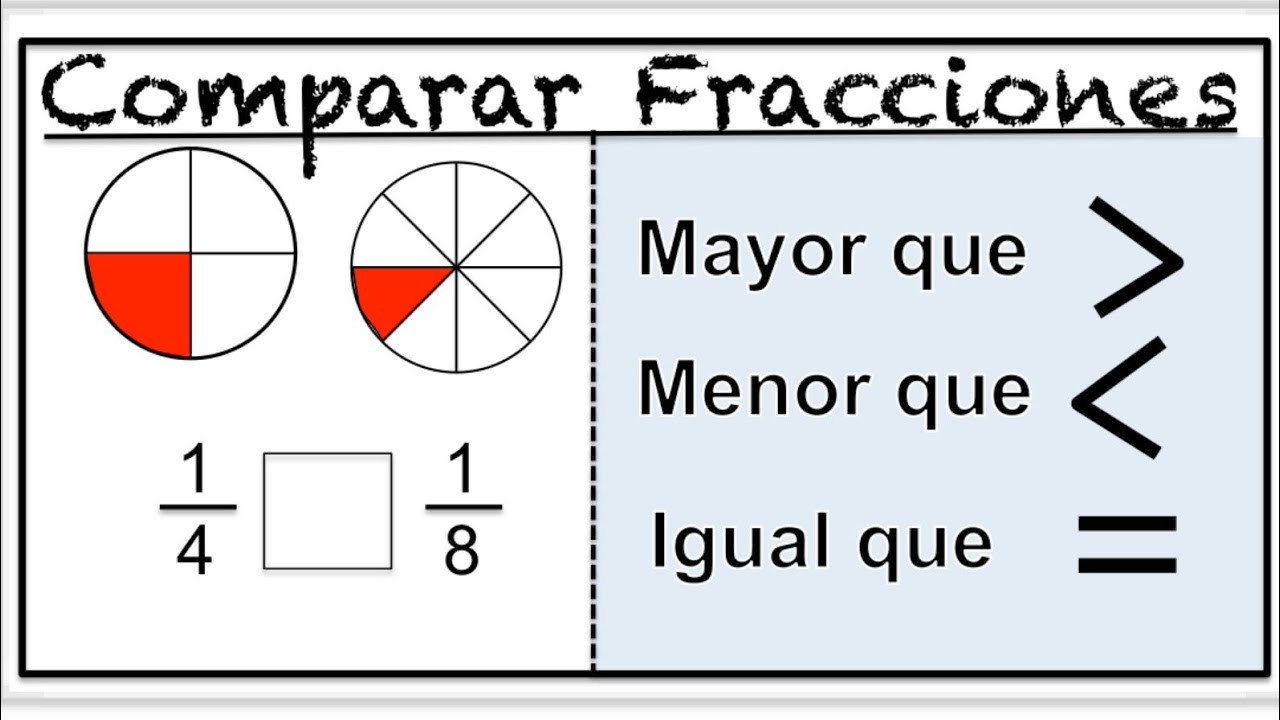 Comparar Fracciones
1/4 □ 1/8
Mayor que >
Menor que <
Igual que =